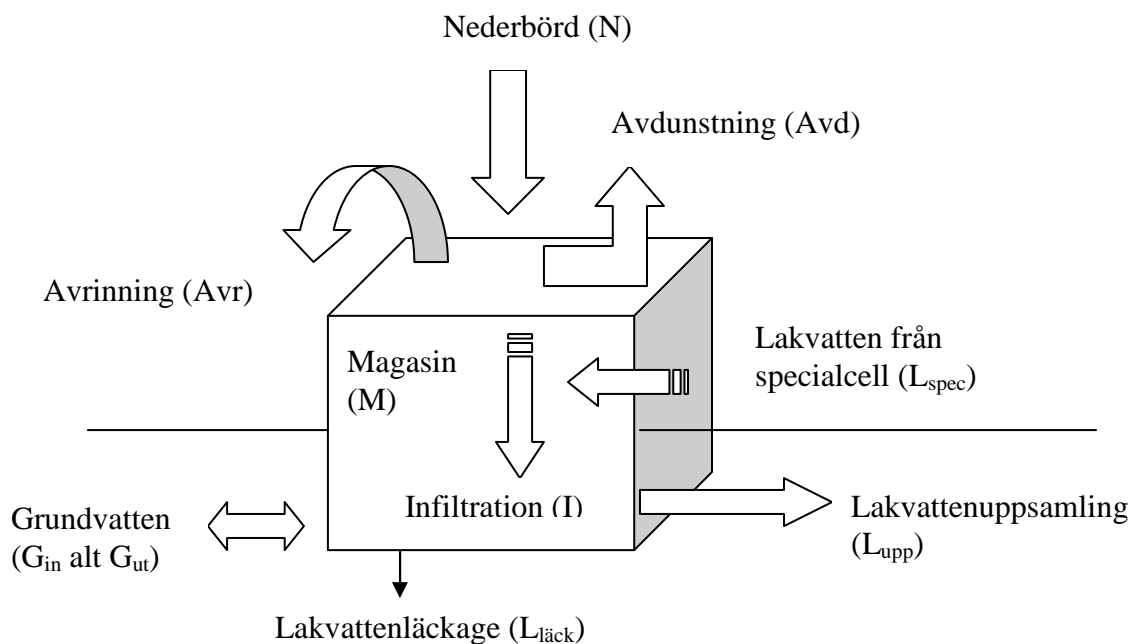 Nederbörd (N)
Avdunstning (Avd)
Avrinning (Avr)
Magasin
(M)
Lakvatten från
specialcell (Lspec)
Infiltration (I)
Grundvatten
(Gin alt Gut)
Lakvattenuppsamling
(Lupp)
Lakvattenläckage (Lläck)